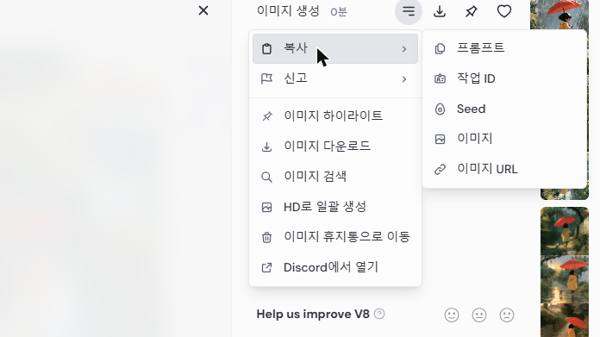 이미지 생성 0분
복사
신고
이미지 하이라이트
이미지 다운로드
이미지 검색
HD로 일괄 생성
이미지 휴지통으로 이동
Discord에서 열기
프롬프트
작업 ID
Seed
이미지
이미지 URL
Help us improve V8